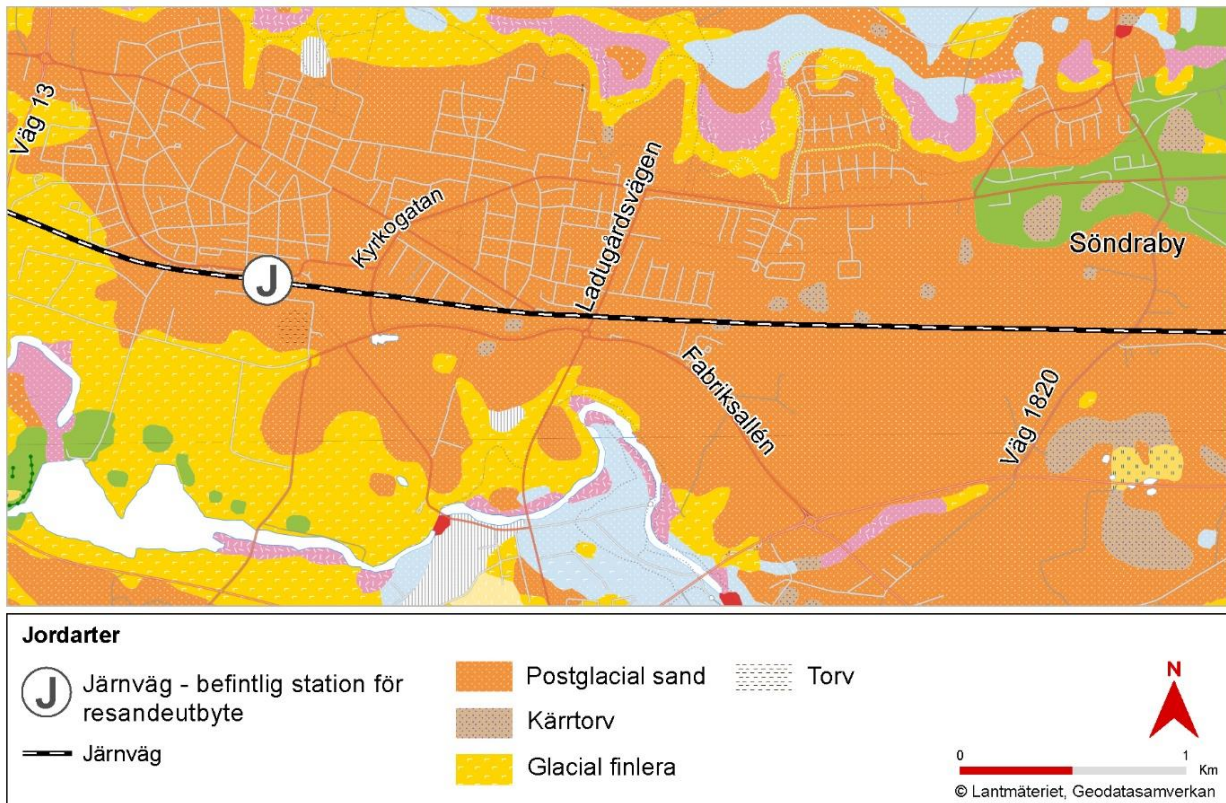 Väg 13
Kyrkogatan
Ladugårdsvägen
Söndraby
J
Fabriksallén
Väg 1820
Jordarter
J Järnväg - befintlig station för
resandeutbyte
Järnväg
Postglacial sand
Kärrtorv
Glacial finlera
Torv
N
0 1
Km
© Lantmäteriet, Geodatasamverkan